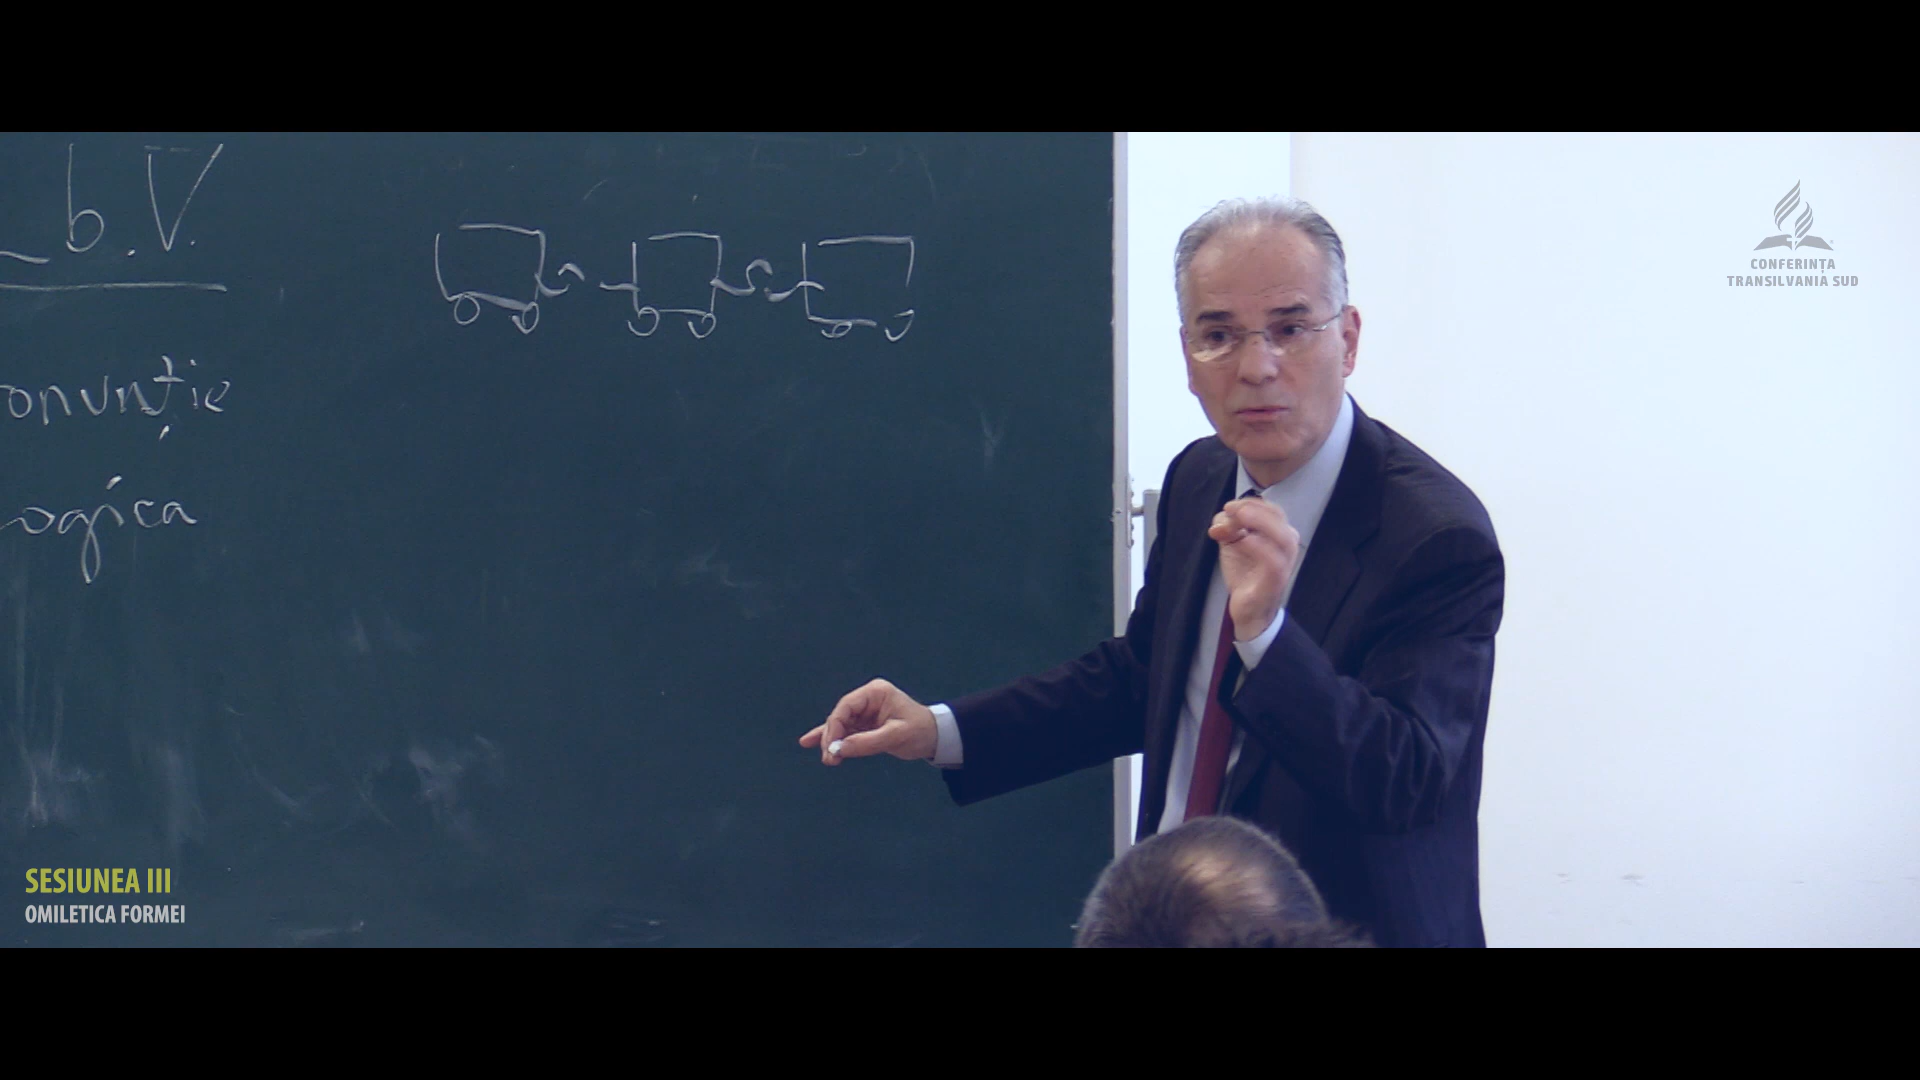 b.V.
onunție
ogica
CONFERINȚA
TRANSILVANIA SUD
SESIUNEA III
OMILETICA FORMEI